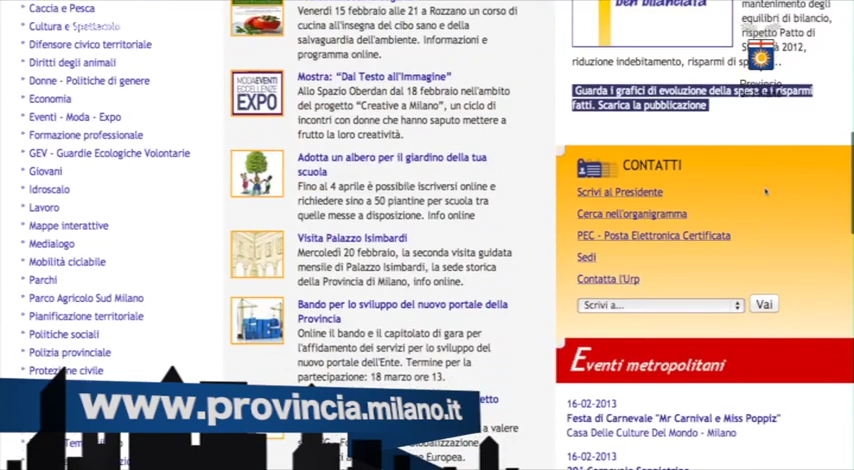 Caccia e Pesca
Cultura e Spettacolo
Difensore civico territoriale
Diritti degli animali
Donne - Politiche di genere
Economia
Eventi - Moda - Expo
Formazione professionale
GEV - Guardie Ecologiche Volontarie
Giovani
Idroscalo
Lavoro
Mappe interattive
Medialogo
Mobilità ciclabile
Parchi
Parco Agricolo Sud Milano
Pianificazione territoriale
Politiche sociali
Polizia provinciale
Protezione civile
Venerdì 15 febbraio alle 21 a Rozzano un corso di
cucina all'insegna del cibo sano e della
salvaguardia dell'ambiente. Informazioni e
programma online.
MODAEVENTI
ECCELLENZE
EXPO
Mostra: "Dal Testo all'Immagine"
Allo Spazio Oberdan dal 18 febbraio nell'ambito
del progetto "Creative a Milano", un ciclo di
incontri con donne che hanno saputo mettere a
frutto la loro creatività.
Adotta un albero per il giardino della tua
scuola
Fino al 4 aprile è possibile iscriversi online e
richiedere sino a 50 piantine per scuola tra
quelle messe a disposizione. Info online
Visita Palazzo Isimbardi
Mercoledì 20 febbraio, la seconda visita guidata
mensile di Palazzo Isimbardi, la sede storica
della Provincia di Milano, info online.
Bando per lo sviluppo del nuovo portale della
Provincia
Online il bando e il capitolato di gara per
l'affidamento dei servizi per lo sviluppo del
nuovo portale dell'Ente. Termine per la
partecipazione: 18 marzo ore 13.
a valere
Europea.
ben bilanciata
mantenimento degli
equilibri di bilancio,
rispetto Patto di
2012,
riduzione indebitamento, risparmi di
Guarda i grafici di evoluzione della spesa e i risparmi
fatti. Scarica la pubblicazione
CONTATTI
Scrivi al Presidente
Cerca nell'organigramma
PEC - Posta Elettronica Certificata
Sedi
Contatta l'Urp
Scrivi a... Vai
Eventi metropolitani
16-02-2013
Festa di Carnevale "Mr Carnival e Miss Poppiz"
Casa Delle Culture Del Mondo - Milano
16-02-2013
www.provincia.milano.it